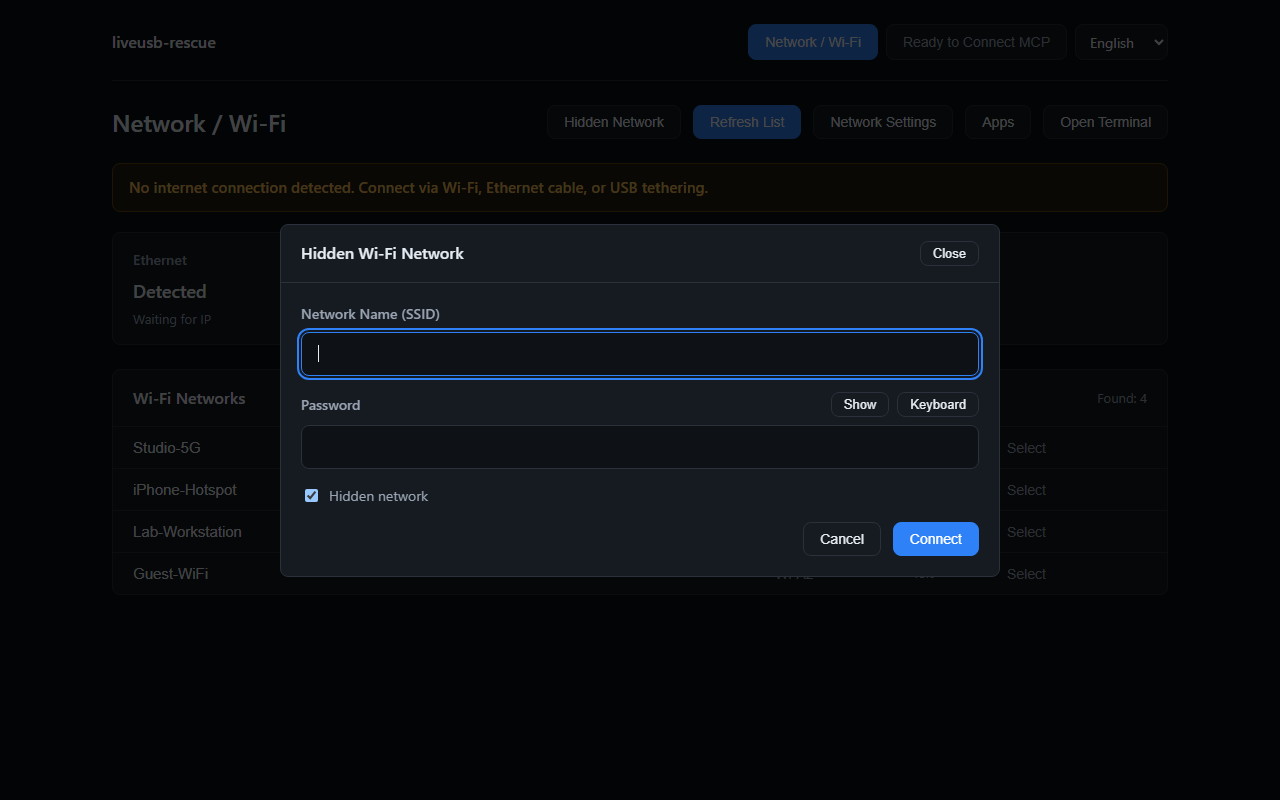 liveusb-rescue
Network / Wi-Fi
Ready to Connect MCP
English
Network / Wi-Fi
Hidden Network
Refresh List
Network Settings
Apps
Open Terminal
No internet connection detected. Connect via Wi-Fi, Ethernet cable, or USB tethering.
Ethernet
Detected
Waiting for IP
Hidden Wi-Fi Network
Close
Network Name (SSID)
Password
Show
Keyboard
Hidden network
Cancel
Connect
Wi-Fi Networks
Found: 4
Studio-5G
Select
iPhone-Hotspot
Select
Lab-Workstation
Select
Guest-WiFi
Select